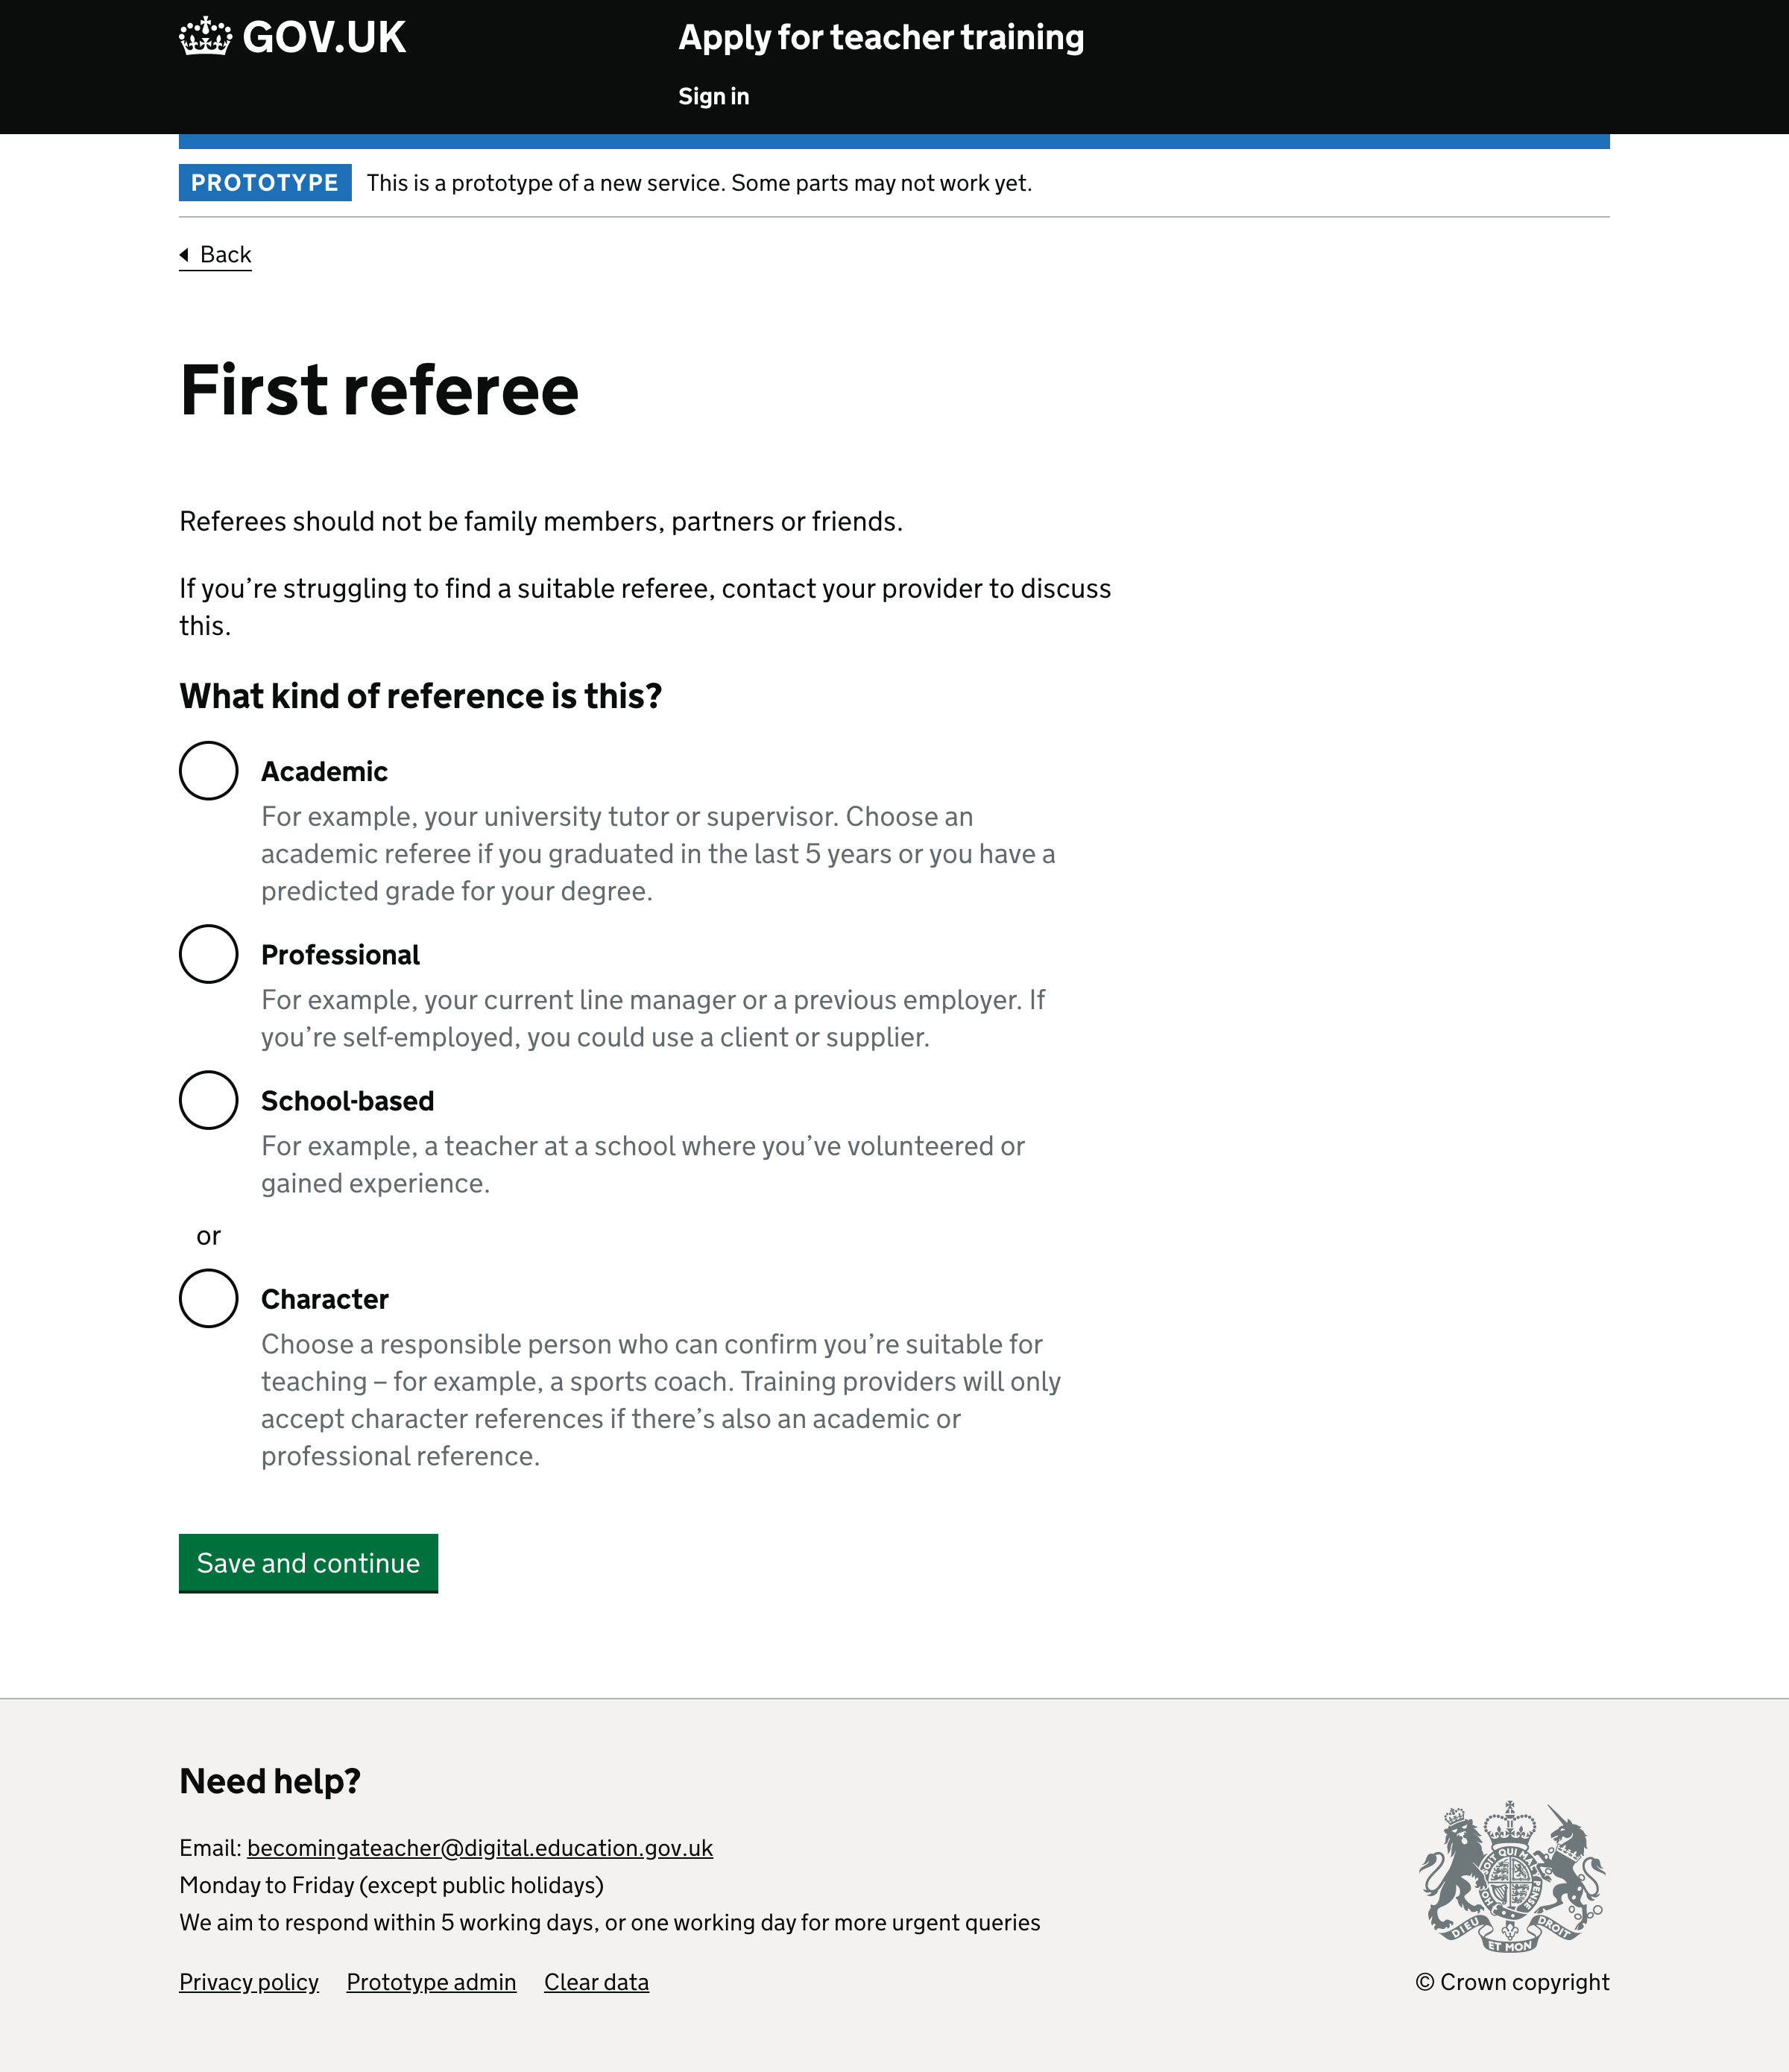 GOV.UK
Apply for teacher training
Sign in
PROTOTYPE This is a prototype of a new service. Some parts may not work yet.
Back
First referee
Referees should not be family members, partners or friends.
If you’re struggling to find a suitable referee, contact your provider to discuss
this.
What kind of reference is this?
Academic
For example, your university tutor or supervisor. Choose an
academic referee if you graduated in the last 5 years or you have a
predicted grade for your degree.
Professional
For example, your current line manager or a previous employer. If
you’re self-employed, you could use a client or supplier.
School-based
For example, a teacher at a school where you’ve volunteered or
gained experience.
or
Character
Choose a responsible person who can confirm you’re suitable for
teaching – for example, a sports coach. Training providers will only
accept character references if there’s also an academic or
professional reference.
Save and continue
Need help?
Email: becomingateacher@digital.education.gov.uk
Monday to Friday (except public holidays)
We aim to respond within 5 working days, or one working day for more urgent queries
Privacy policy Prototype admin Clear data
DIEU ET MON DROIT
© Crown copyright